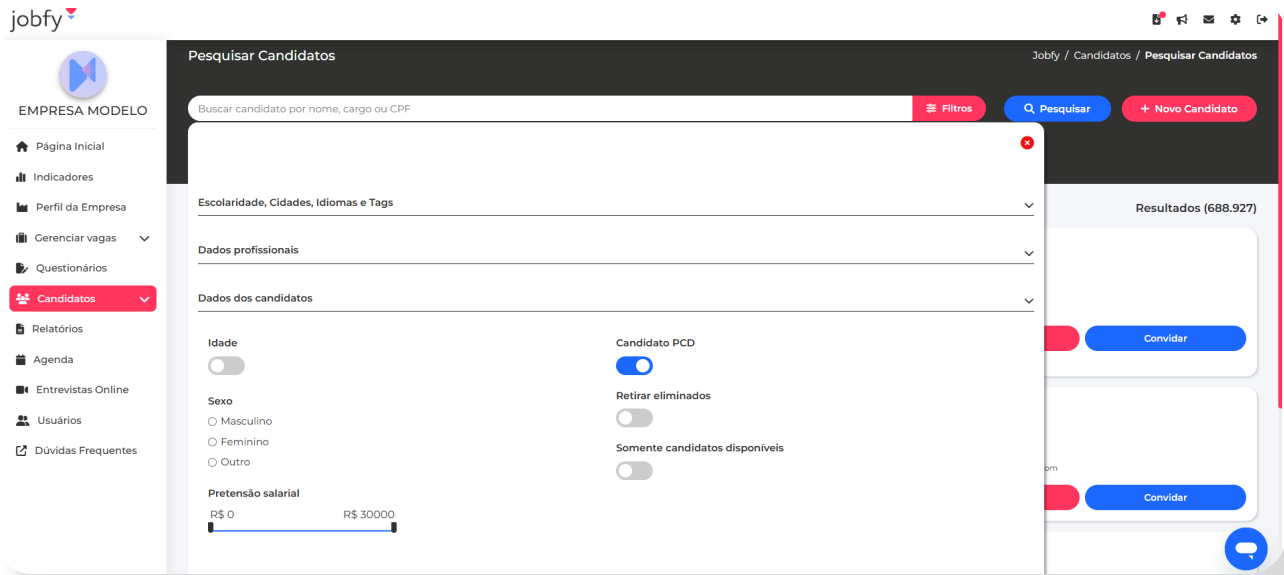 jobfy
EMPRESA MODELO
Página Inicial
Indicadores
Perfil da Empresa
Gerenciar vagas
Questionários
Candidatos
Relatórios
Agenda
Entrevistas Online
Usuários
Dúvidas Frequentes
Pesquisar Candidatos
Jobfy / Candidatos / Pesquisar Candidatos
Buscar candidato por nome, cargo ou CPF
Filtros
Pesquisar
+ Novo Candidato
Resultados (688.927)
Escolaridade, Cidades, Idiomas e Tags
Dados profissionais
Dados dos candidatos
Idade
Sexo
Masculino
Feminino
Outro
Pretensão salarial
R$ 0 R$ 30000
Candidato PCD
Retirar eliminados
Somente candidatos disponíveis
Convidar
om
Convidar